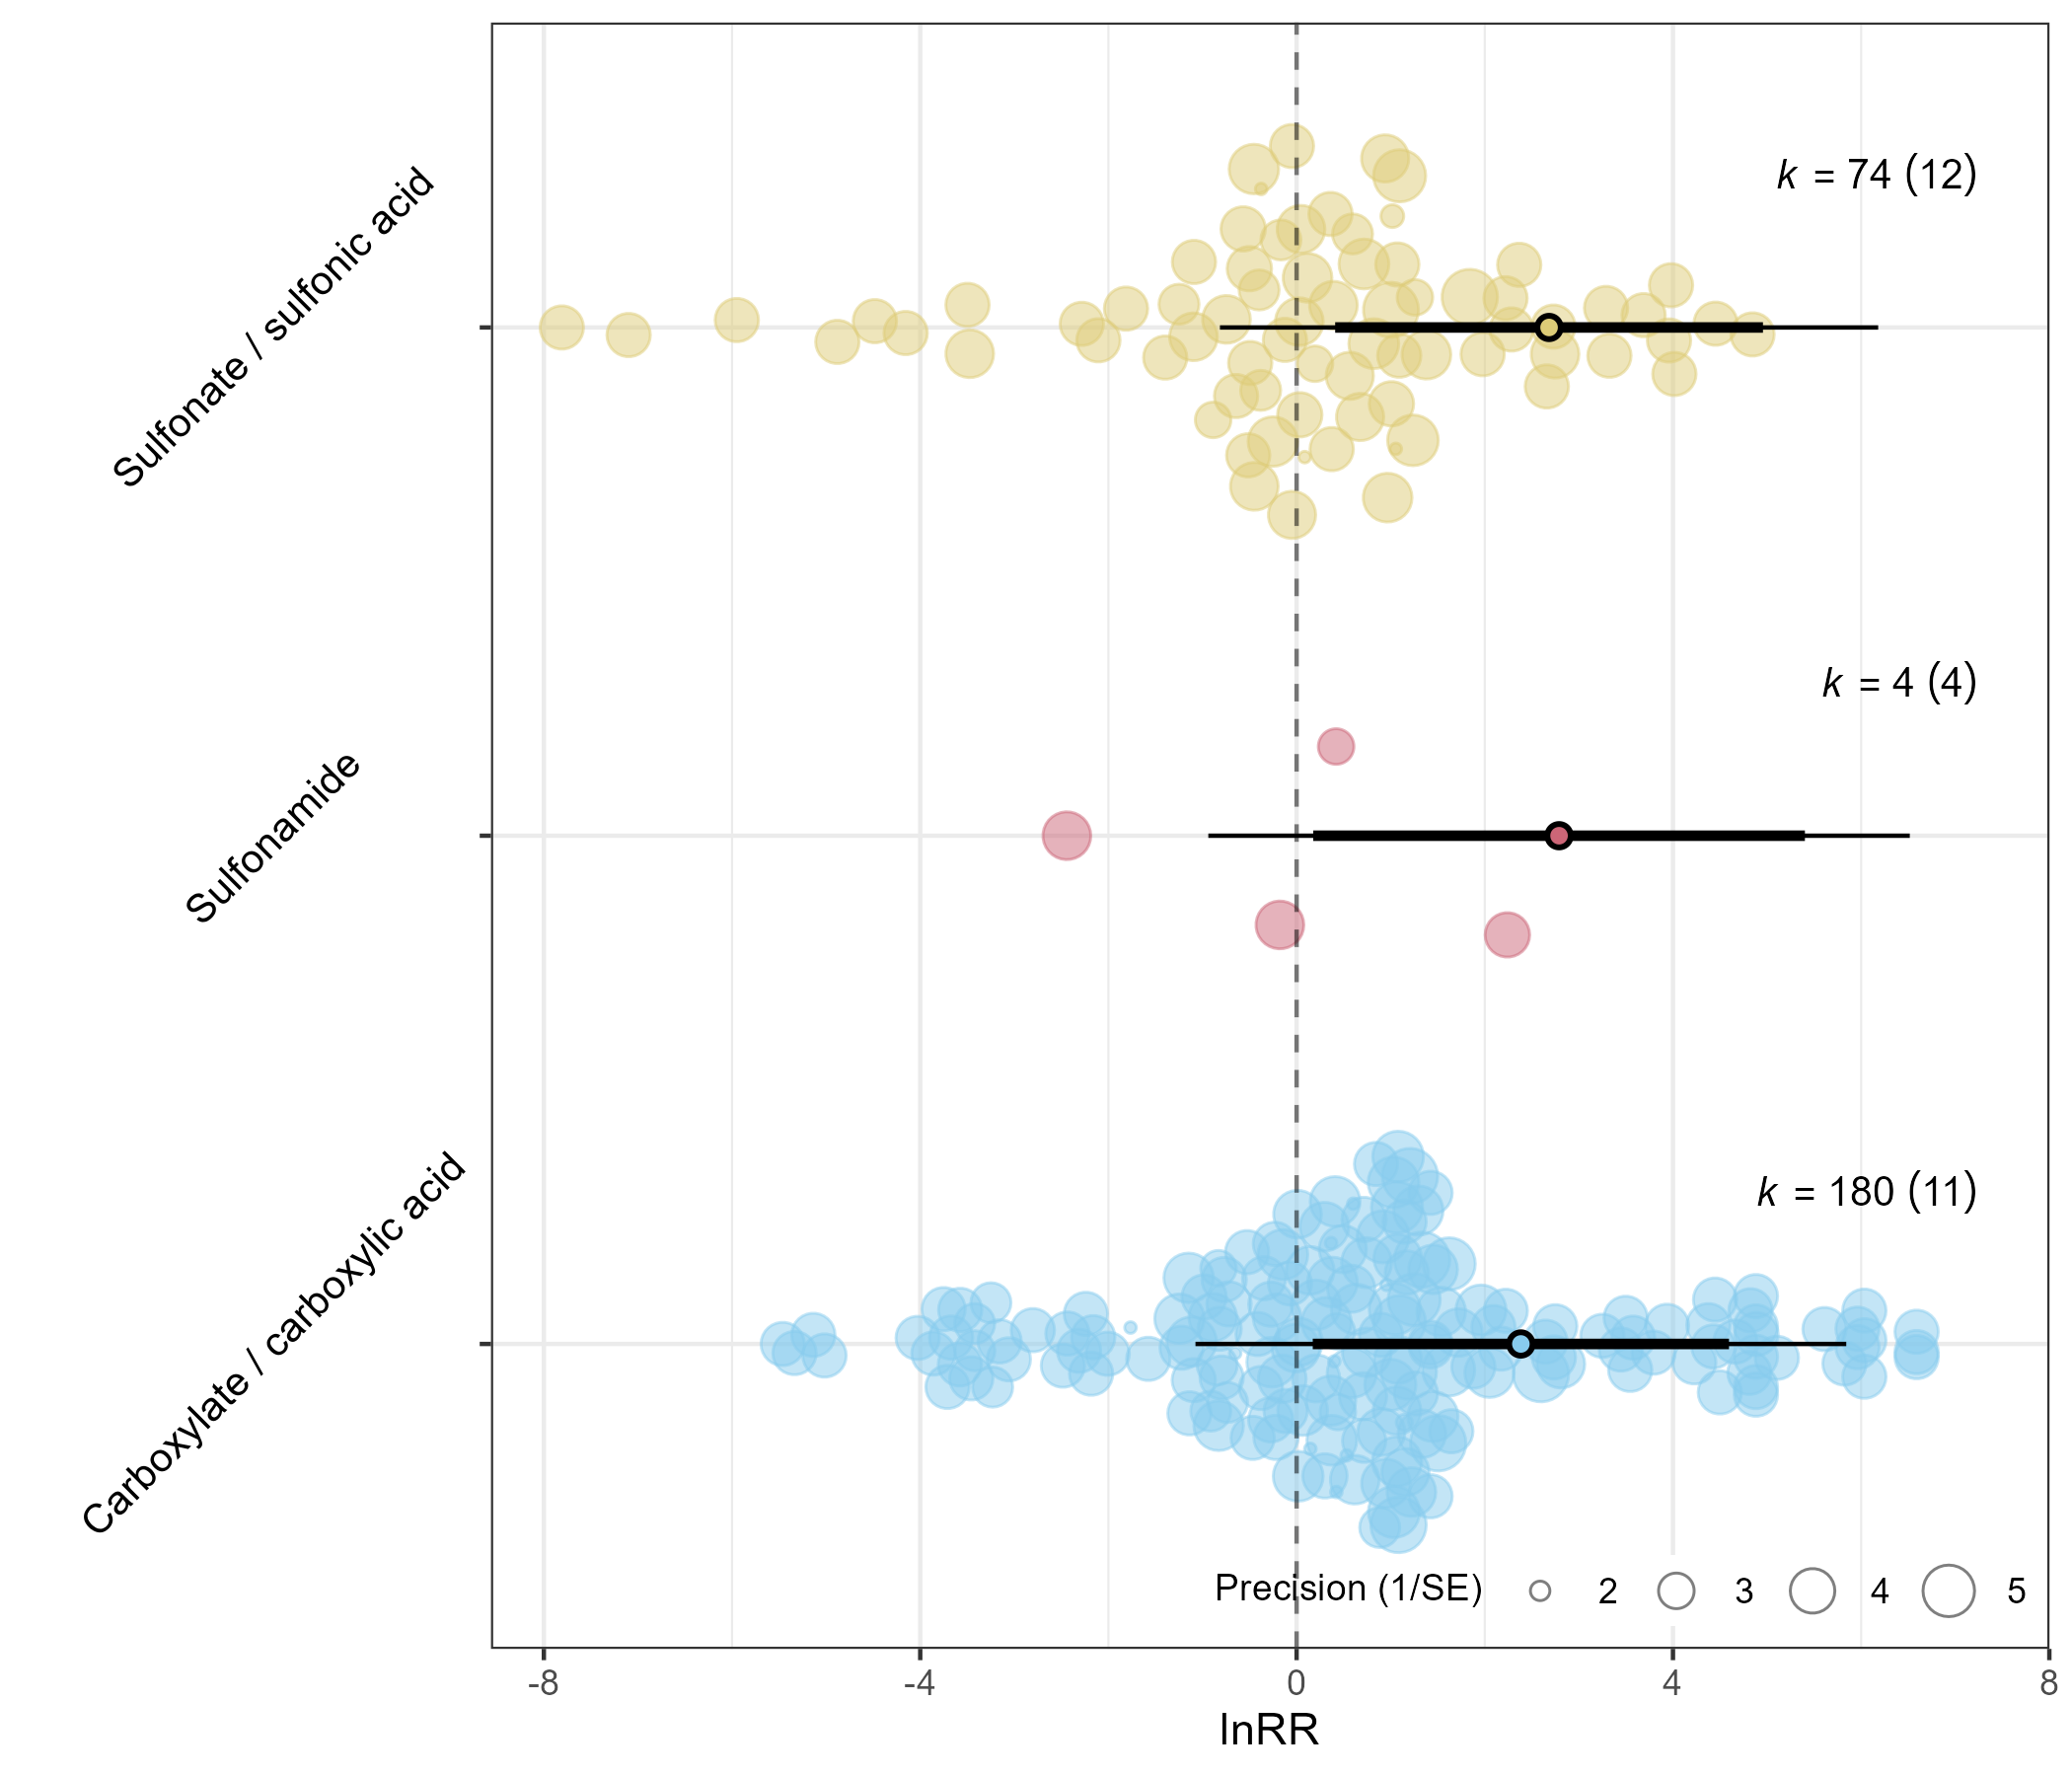 Sulfonate / sulfonic acid
k = 74 (12)
Sulfonamide
k = 4 (4)
Carboxylate / carboxylic acid
k = 180 (11)
Precision (1/SE) 2 3 4 5
-8 -4 0 4 8
lnRR